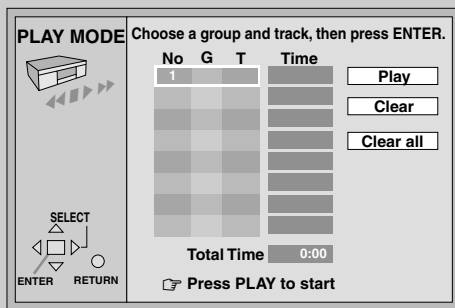 PLAY MODE
Choose a group and track, then press ENTER.
No G T Time
1
Play
Clear
Clear all
SELECT
ENTER RETURN
Total Time 0:00
☞ Press PLAY to start